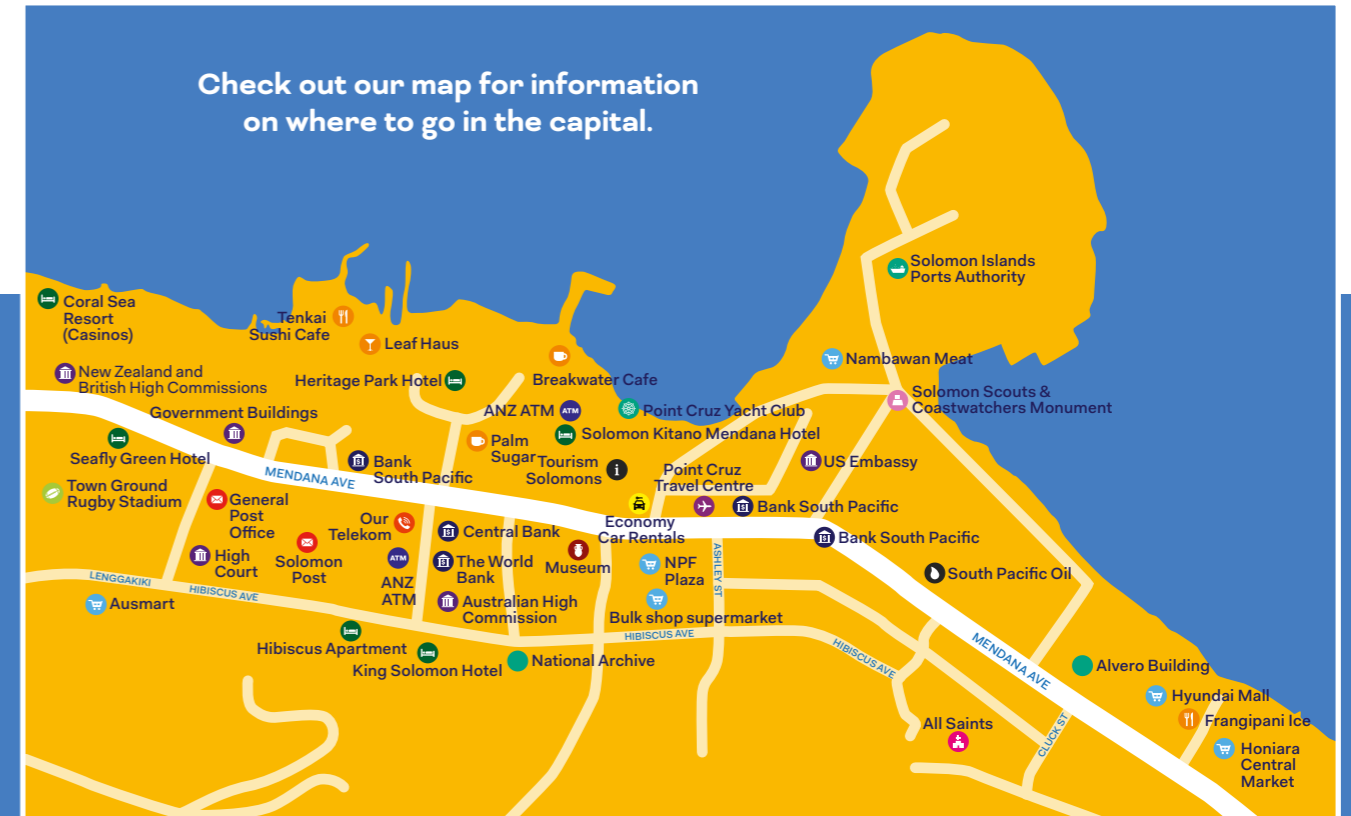 Check out our map for information
on where to go in the capital.
Solomon Islands
Ports Authority
Coral Sea
Resort
(Casinos)
Tenkai
Sushi Cafe
Leaf Haus
Nambawan Meat
New Zealand and
British High Commissions
Heritage Park Hotel
Breakwater Cafe
Solomon Scouts &
Coastwatchers Monument
Government Buildings
ANZ ATM
ATM
Point Cruz Yacht Club
Seafly Green Hotel
Palm
Sugar
Solomon Kitano Mendana Hotel
Bank
South Pacific
Tourism
Solomons
i
Point Cruz
Travel Centre
US Embassy
MENDANA AVE
Town Ground
Rugby Stadium
General
Post
Office
Our
Telekom
Economy
Car Rentals
Bank South Pacific
Central Bank
Bank South Pacific
High
Court
Solomon
Post
ATM
ANZ
ATM
The World
Bank
Museum
NPF
Plaza
ASHLEY ST
South Pacific Oil
LENGGAKIKI
HIBISCUS AVE
Ausmart
Australian High
Commission
Bulk shop supermarket
HIBISCUS AVE
HIBISCUS AVE
MENDANA AVE
Hibiscus Apartment
King Solomon Hotel
National Archive
Alvero Building
Hyundai Mall
Frangipani Ice
All Saints
CLUCK ST
Honiara
Central
Market